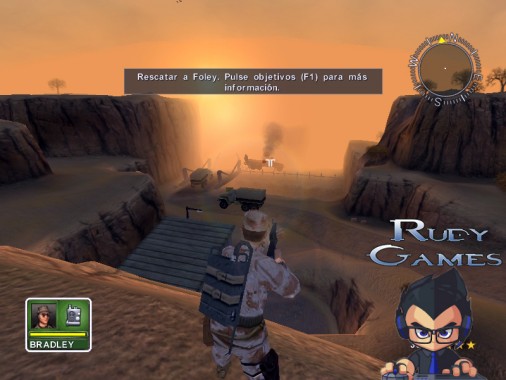 Rescatar a Foley. Pulse objetivos (F1) para más
información.
N
W
E
S
RUBY
GAMES
BRADLEY